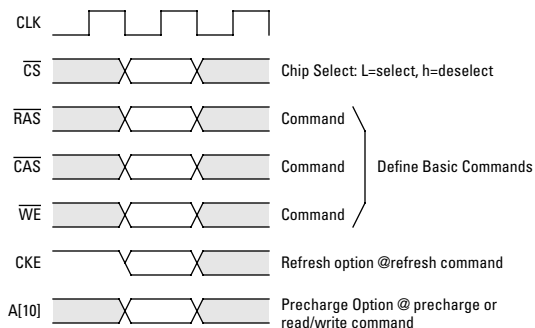 CLK
CS Chip Select: L=select, h=deselect
RAS Command
CAS Command Define Basic Commands
WE Command
CKE Refresh option @refresh command
A[10] Precharge Option @ precharge or
read/write command